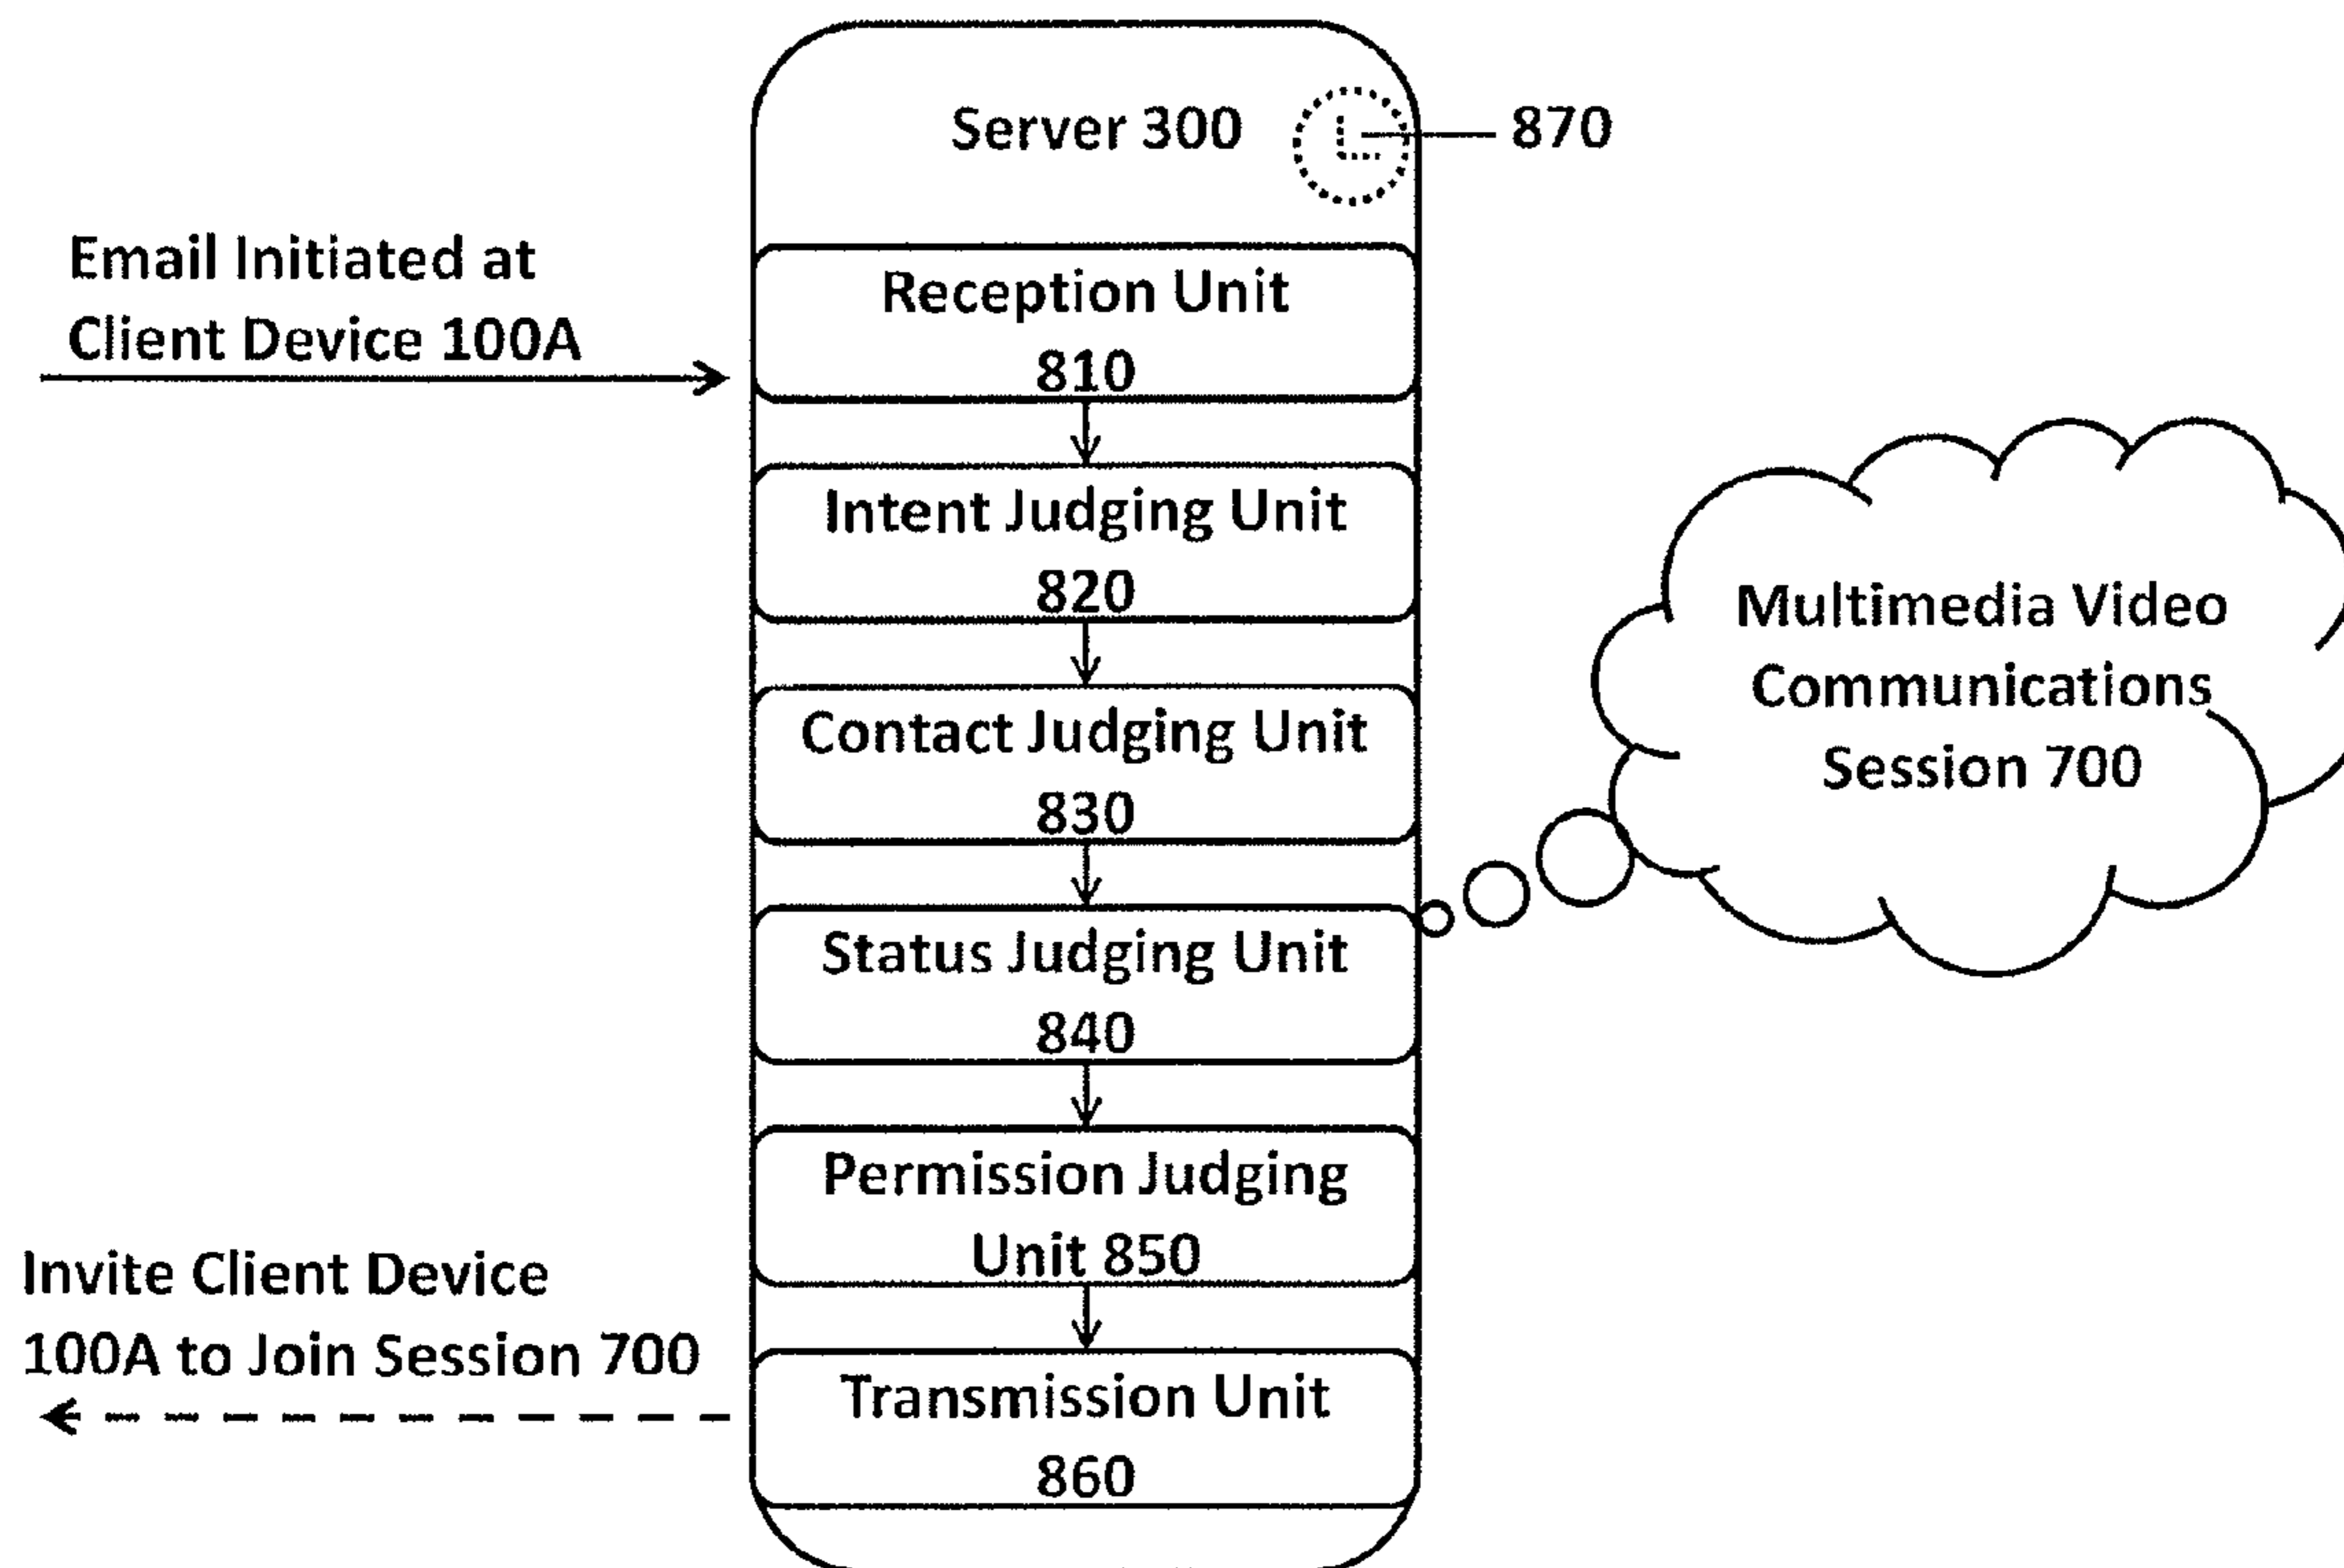 Server 300
870
Email Initiated at
Client Device 100A
Reception Unit
810
Intent Judging Unit
820
Contact Judging Unit
830
Multimedia Video
Communications
Session 700
Status Judging Unit
840
Permission Judging
Unit 850
Invite Client Device
100A to Join Session 700
Transmission Unit
860